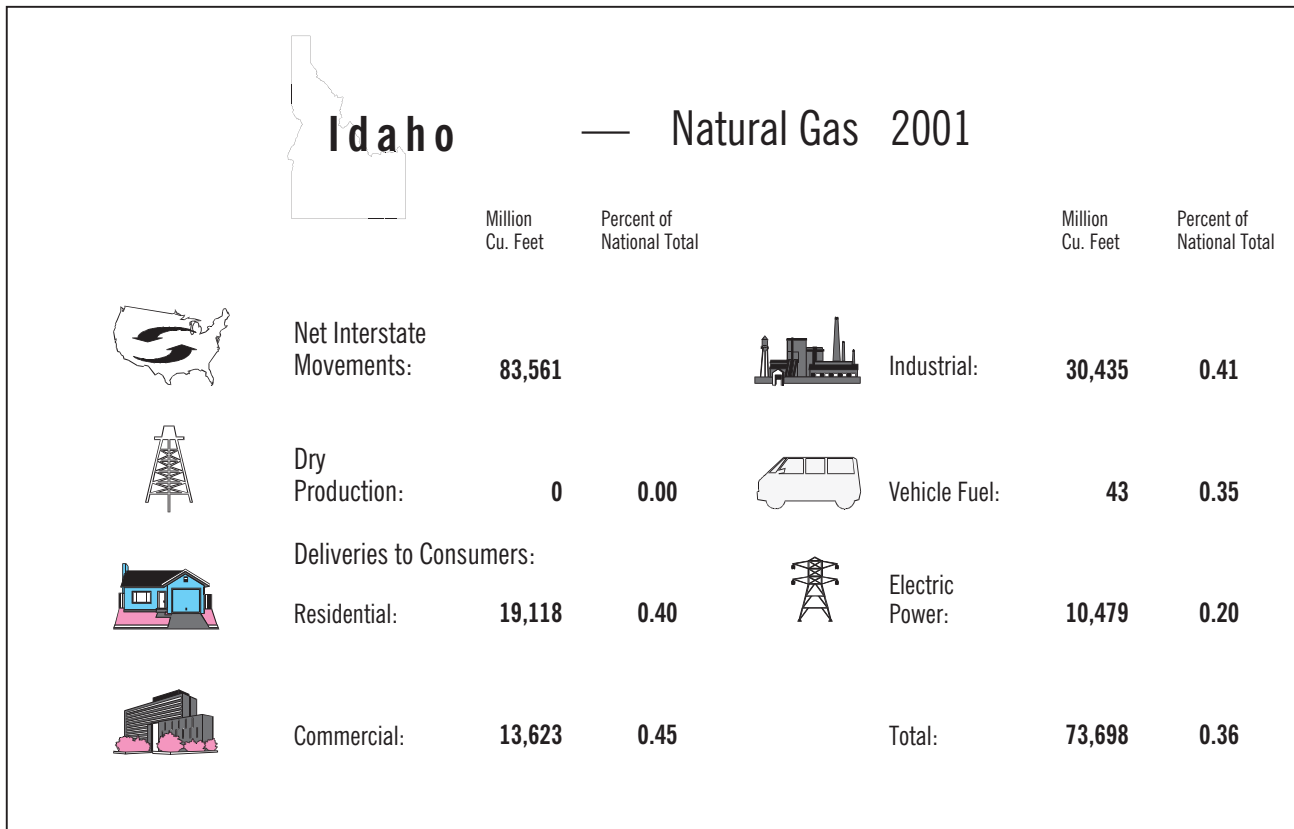 Idaho — Natural Gas 2001
Million Cu. Feet
Percent of National Total
Net Interstate
Movements: 83,561
Dry
Production: 0 0.00
Deliveries to Consumers:
Residential: 19,118 0.40
Commercial: 13,623 0.45
Million Cu. Feet
Percent of National Total
Industrial: 30,435 0.41
Vehicle Fuel: 43 0.35
Electric
Power: 10,479 0.20
Total: 73,698 0.36